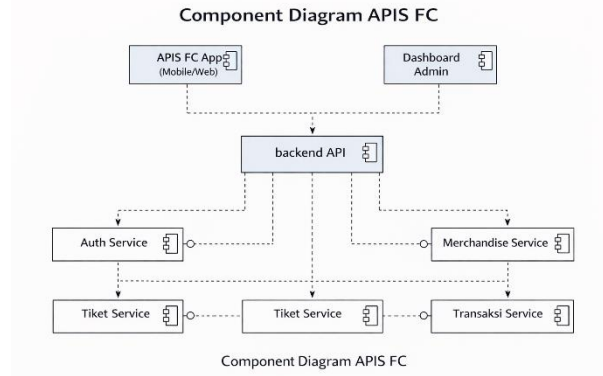 Component Diagram APIS FC
APIS FC App
(Mobile/Web)
Dashboard
Admin
backend API
Auth Service
Merchandise Service
Tiket Service
Tiket Service
Transaksi Service
Component Diagram APIS FC